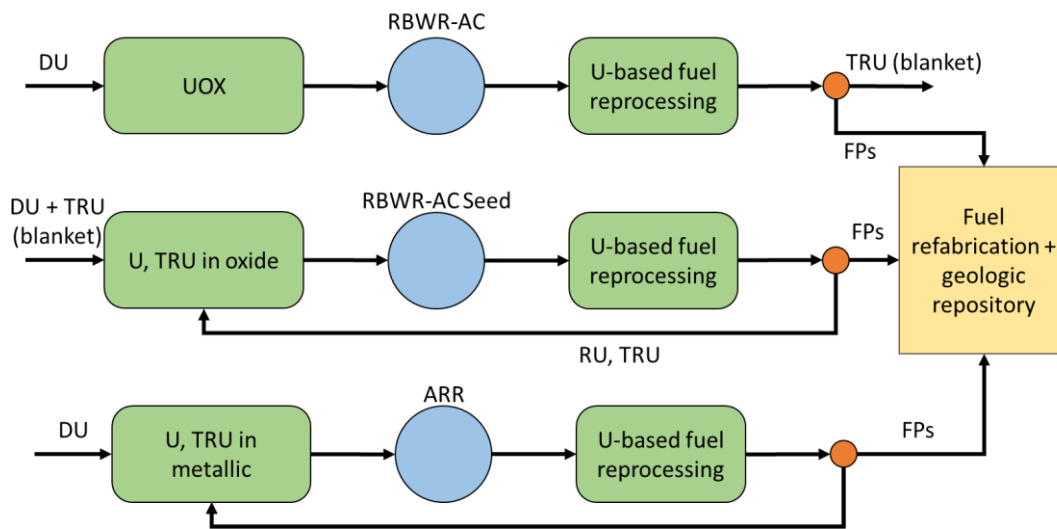 RBWR-AC
DU
UOX
U-based fuel
reprocessing
TRU (blanket)
FPs
RBWR-AC Seed
DU + TRU
(blanket)
U, TRU in oxide
U-based fuel
reprocessing
FPs
Fuel
refabrication +
geologic
repository
RU, TRU
ARR
DU
U, TRU in
metallic
U-based fuel
reprocessing
FPs